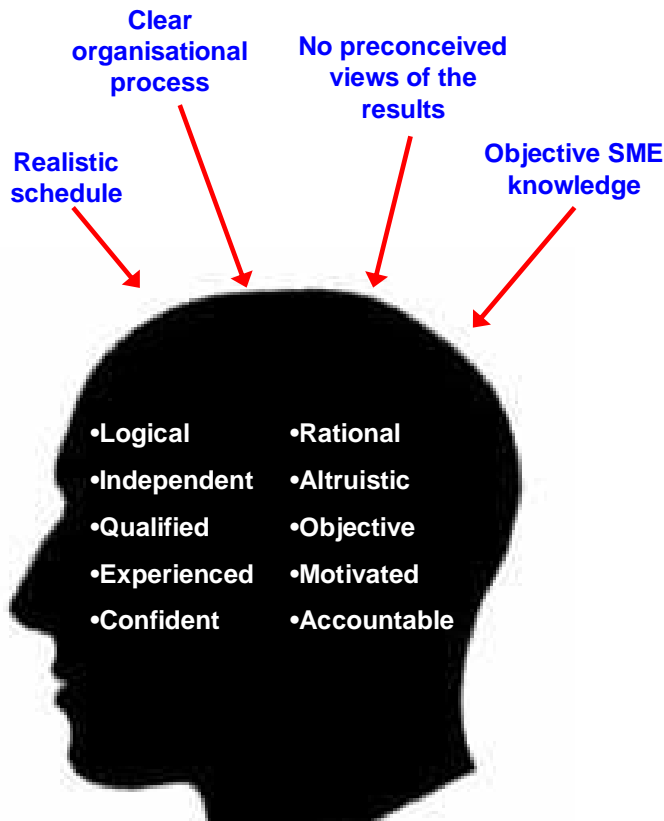 Clear
organisational
process
No preconceived
views of the
results
Realistic
schedule
Objective SME
knowledge
•Logical
•Independent
•Qualified
•Experienced
•Confident
•Rational
•Altruistic
•Objective
•Motivated
•Accountable